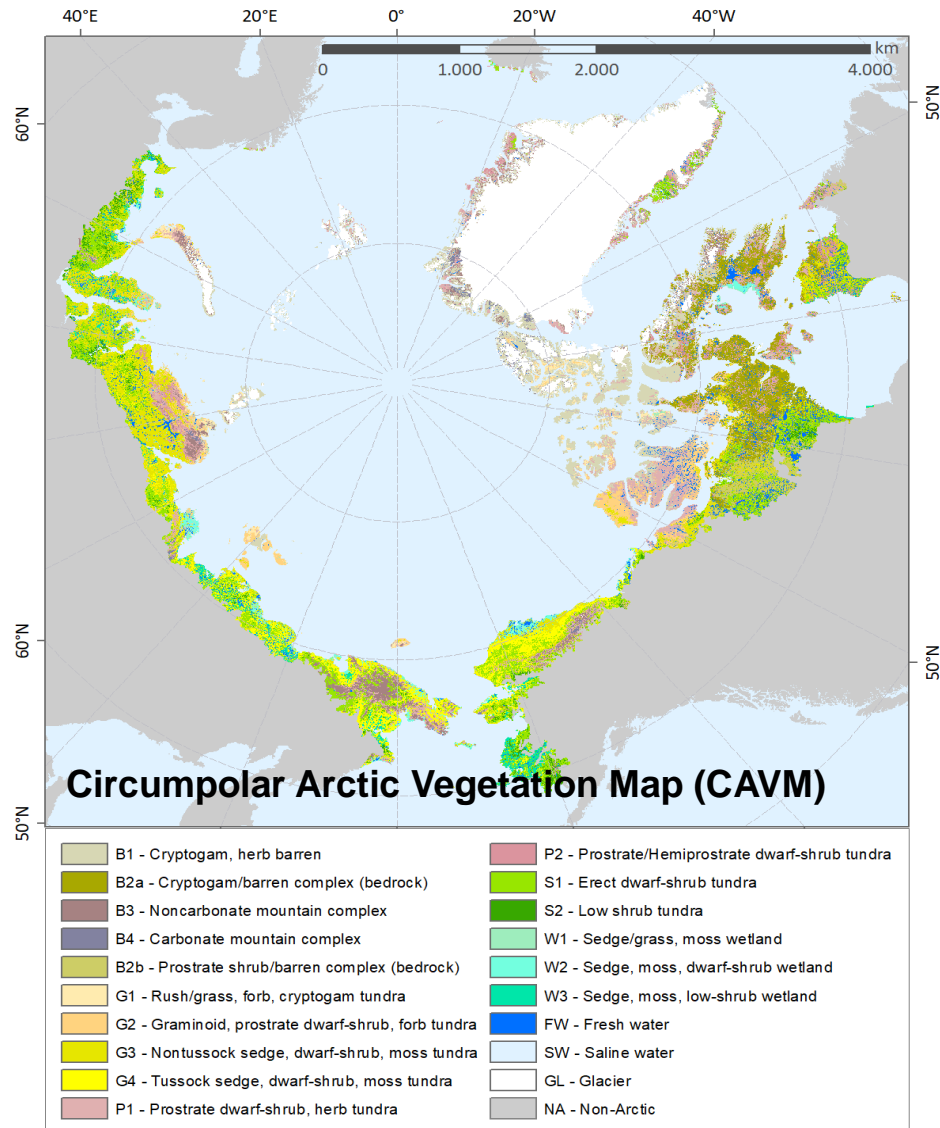 40°E 20°E 0° 20°W 40°W
km
0 1.000 2.000 4.000
60°N
50°N
60°N
50°N
50°N
Circumpolar Arctic Vegetation Map (CAVM)
B1 - Cryptogam, herb barren
B2a - Cryptogam/barren complex (bedrock)
B3 - Noncarbonate mountain complex
B4 - Carbonate mountain complex
B2b - Prostrate shrub/barren complex (bedrock)
G1 - Rush/grass, forb, cryptogam tundra
G2 - Graminoid, prostrate dwarf-shrub, forb tundra
G3 - Nontussock sedge, dwarf-shrub, moss tundra
G4 - Tussock sedge, dwarf-shrub, moss tundra
P1 - Prostrate dwarf-shrub, herb tundra
P2 - Prostrate/Hemiprostrate dwarf-shrub tundra
S1 - Erect dwarf-shrub tundra
S2 - Low shrub tundra
W1 - Sedge/grass, moss wetland
W2 - Sedge, moss, dwarf-shrub wetland
W3 - Sedge, moss, low-shrub wetland
FW - Fresh water
SW - Saline water
GL - Glacier
NA - Non-Arctic